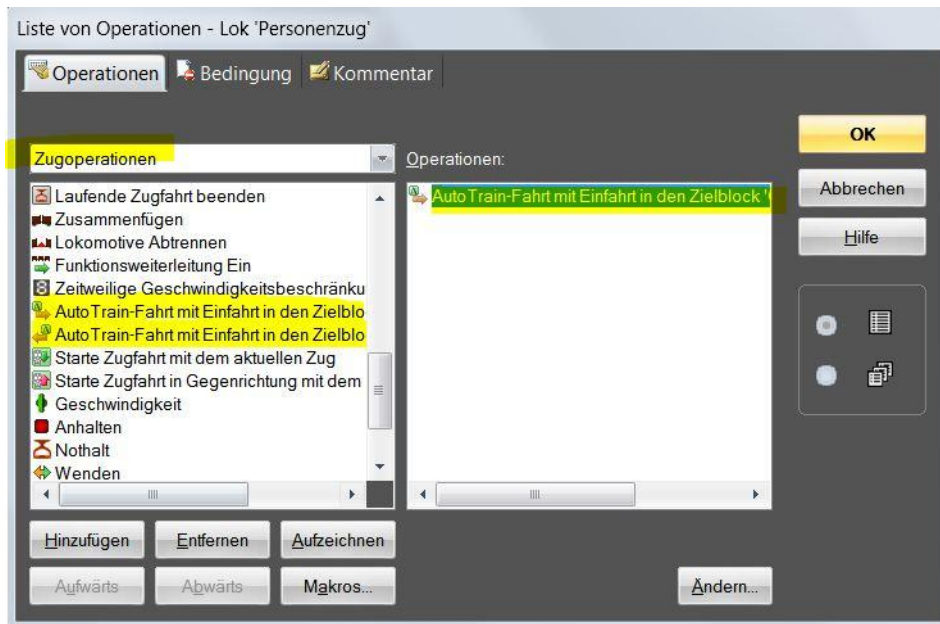 Liste von Operationen - Lok 'Personenzug'
Operationen
Bedingung
Kommentar
Zugoperationen
Laufende Zugfahrt beenden
Zusammenfügen
Lokomotive Abtrennen
Funktionsweiterleitung Ein
Zeitweilige Geschwindigkeitsbeschränku
AutoTrain-Fahrt mit Einfahrt in den Zielblo
AutoTrain-Fahrt mit Einfahrt in den Zielblo
Starte Zugfahrt mit dem aktuellen Zug
Starte Zugfahrt in Gegenrichtung mit dem
Geschwindigkeit
Anhalten
Nothalt
Wenden
Hinzufügen
Entfernen
Aufzeichnen
Aufwärts
Abwärts
Makros...
Operationen:
AutoTrain-Fahrt mit Einfahrt in den Zielblock '
Ändern...
OK
Abbrechen
Hilfe